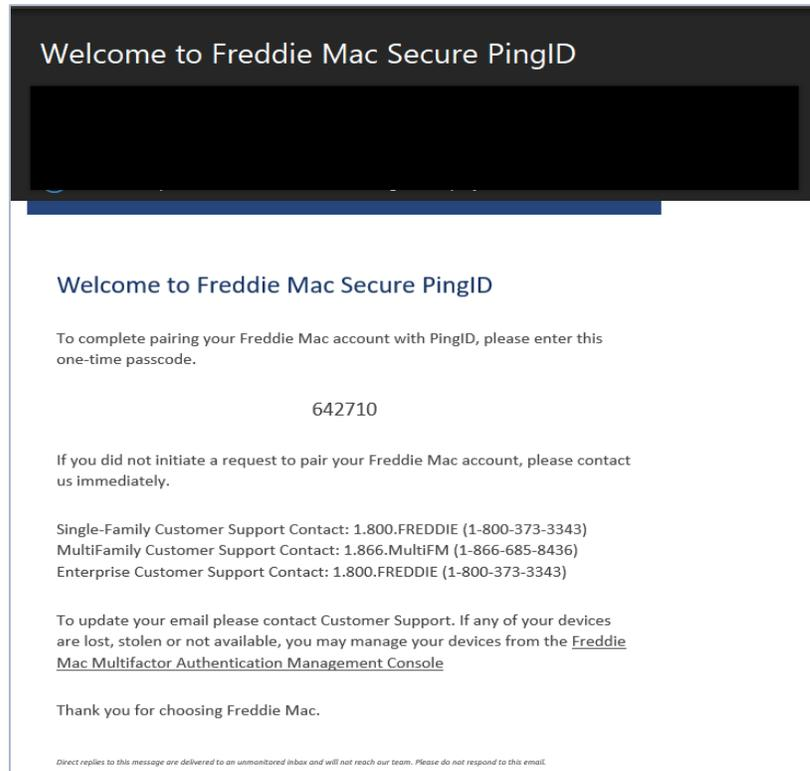 Welcome to Freddie Mac Secure PingID
Welcome to Freddie Mac Secure PingID
To complete pairing your Freddie Mac account with PingID, please enter this
one-time passcode.
642710
If you did not initiate a request to pair your Freddie Mac account, please contact
us immediately.
Single-Family Customer Support Contact: 1.800.FREDDIE (1-800-373-3343)
MultiFamily Customer Support Contact: 1.866.MultiFM (1-866-685-8436)
Enterprise Customer Support Contact: 1.800.FREDDIE (1-800-373-3343)
To update your email please contact Customer Support. If any of your devices
are lost, stolen or not available, you may manage your devices from the Freddie
Mac Multifactor Authentication Management Console
Thank you for choosing Freddie Mac.
Direct replies to this message are delivered to an unmonitored inbox and will not reach our team. Please do not respond to this email.